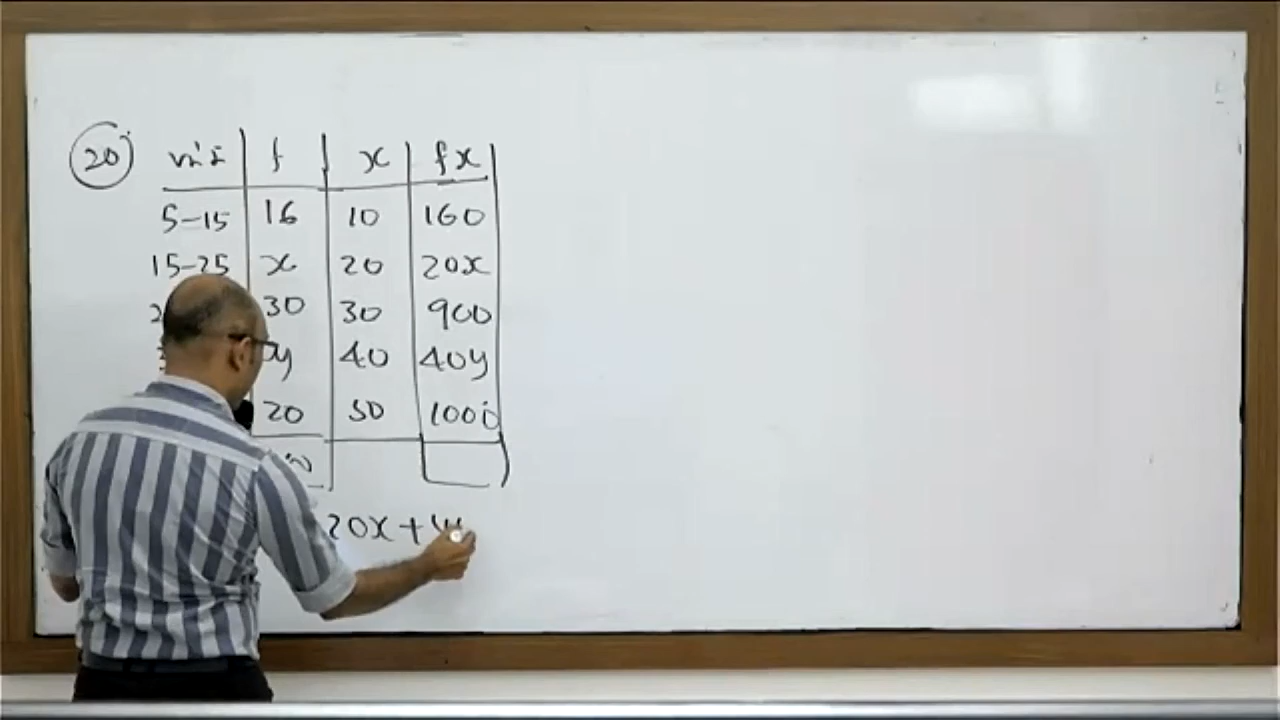 20
f x fx
5-15 16 10 160
15-25 x 20 20x
30 30 900
y 40 40y
20 50 1000
20x +